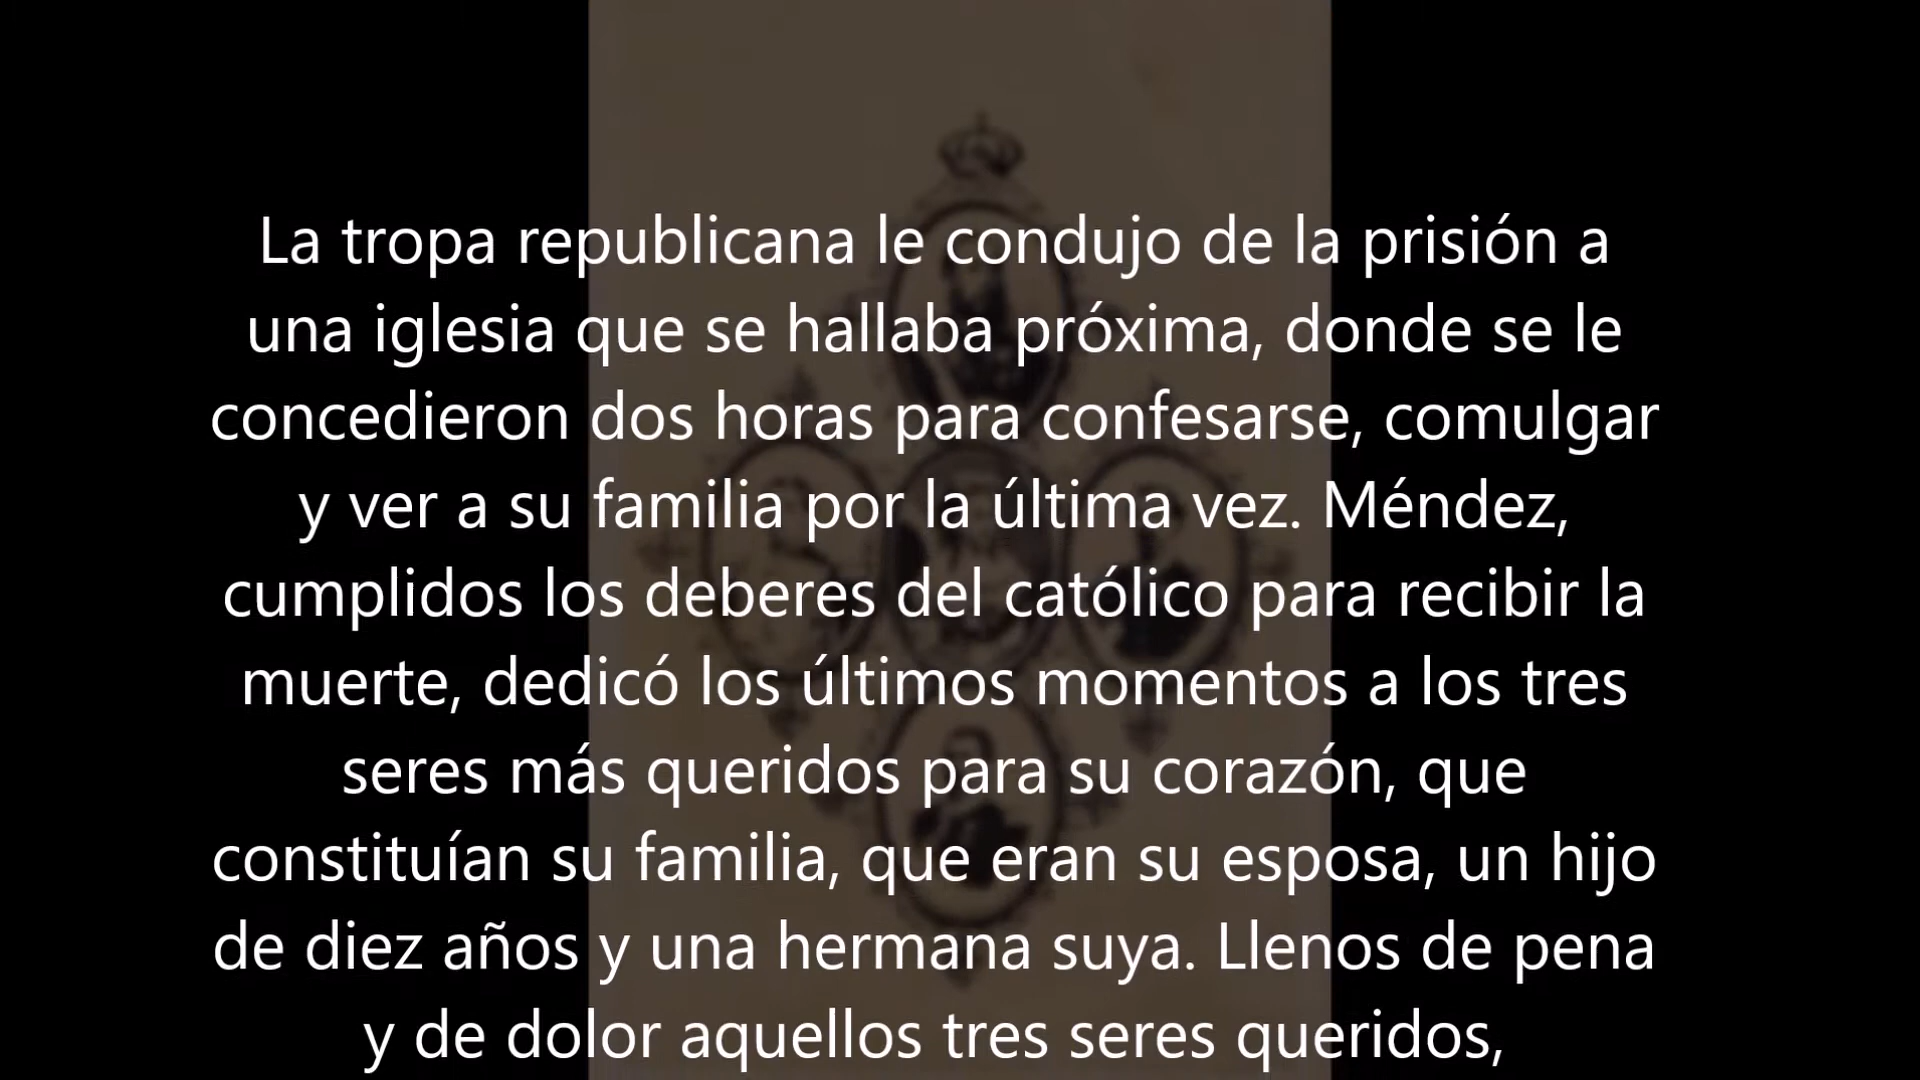 La tropa republicana le condujo de la prisión a
una iglesia que se hallaba próxima, donde se le
concedieron dos horas para confesarse, comulgar
y ver a su familia por la última vez. Méndez,
cumplidos los deberes del católico para recibir la
muerte, dedicó los últimos momentos a los tres
seres más queridos para su corazón, que
constituían su familia, que eran su esposa, un hijo
de diez años y una hermana suya. Llenos de pena
y de dolor aquellos tres seres queridos,